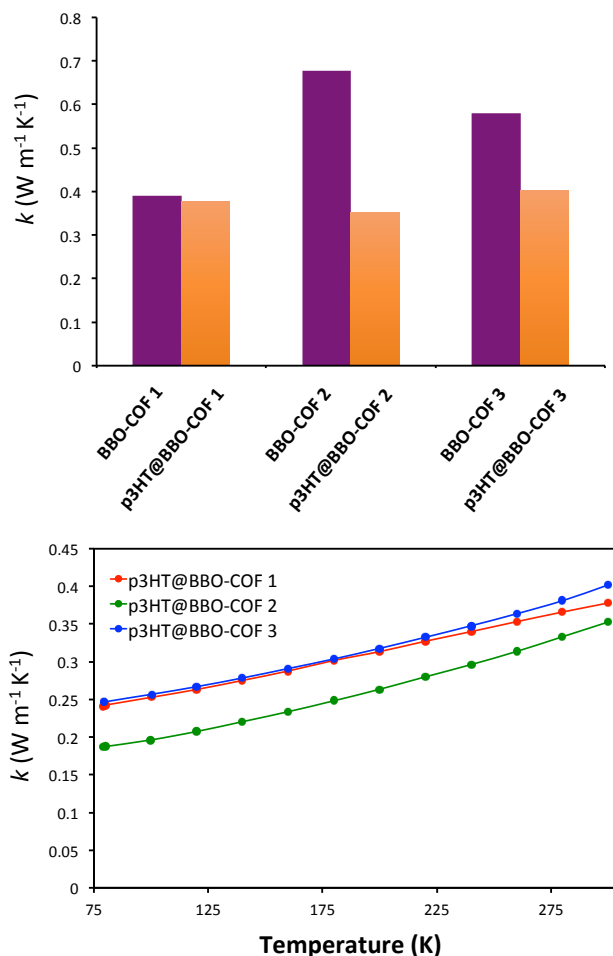 0.8
0.7
0.6
0.5
0.4
0.3
0.2
0.1
0
k (W m⁻¹ K⁻¹)
BBO-COF 1
p3HT@BBO-COF 1
BBO-COF 2
p3HT@BBO-COF 2
BBO-COF 3
p3HT@BBO-COF 3
0.45
0.4
0.35
0.3
0.25
0.2
0.15
0.1
0.05
0
k (W m⁻¹ K⁻¹)
p3HT@BBO-COF 1
p3HT@BBO-COF 2
p3HT@BBO-COF 3
75 125 175 225 275
Temperature (K)